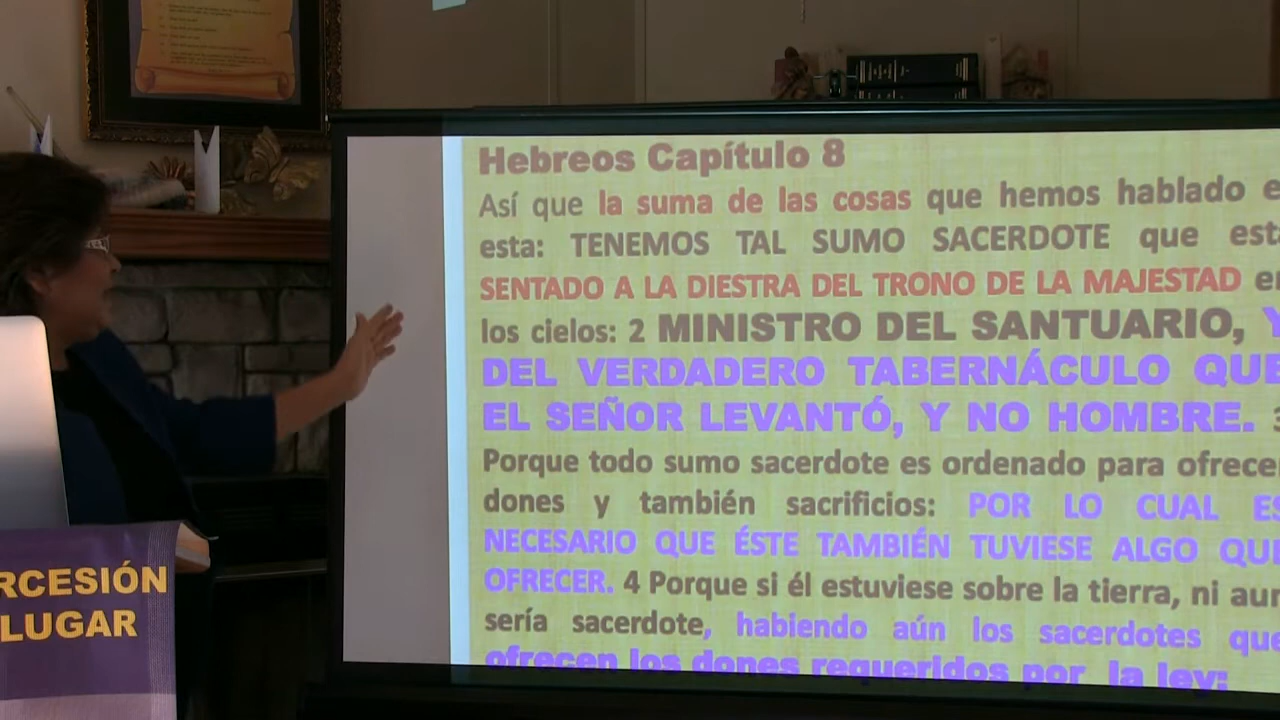 Hebreos Capítulo 8
Así que la suma de las cosas que hemos hablado e
esta: TENEMOS TAL SUMO SACERDOTE que est
SENTADO A LA DIESTRA DEL TRONO DE LA MAJESTAD e
los cielos: 2 MINISTRO DEL SANTUARIO, Y
DEL VERDADERO TABERNÁCULO QUE
EL SEÑOR LEVANTÓ, Y NO HOMBRE. 3
Porque todo sumo sacerdote es ordenado para ofrece
dones y también sacrificios: POR LO CUAL ES
NECESARIO QUE ÉSTE TAMBIÉN TUVIESE ALGO QUE
OFRECER. 4 Porque si él estuviese sobre la tierra, ni aun
sería sacerdote, habiendo aún los sacerdotes que
ofrecen los dones requeridos por la ley;
RCESIÓN
LUGAR